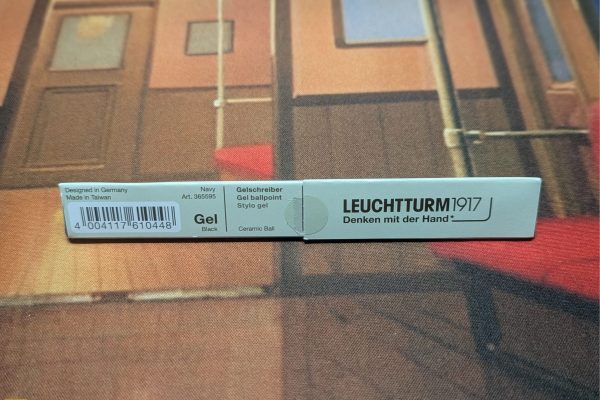 Designed in Germany
Made in Taiwan
4 004117 610448
Navy
Art. 365595
Gel
Black
Gelschreiber
Gel ballpoint
Stylo gel
Ceramic Ball
LEUCHTTURM1917
Denken mit der Hand*